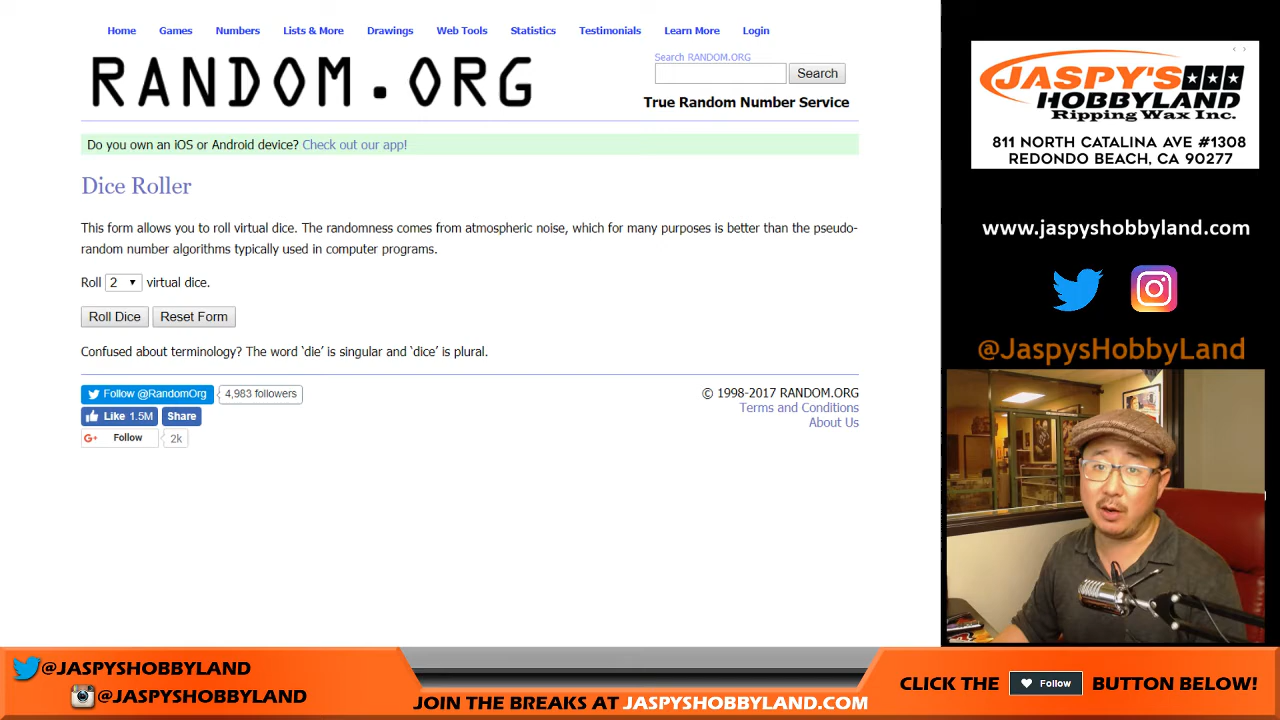 Home Games Numbers Lists & More Drawings Web Tools Statistics Testimonials Learn More Login
RANDOM.ORG
Search RANDOM.ORG
Search
True Random Number Service
Do you own an iOS or Android device? Check out our app!
Dice Roller
This form allows you to roll virtual dice. The randomness comes from atmospheric noise, which for many purposes is better than the pseudo-
random number algorithms typically used in computer programs.
Roll 2 virtual dice.
Roll Dice Reset Form
Confused about terminology? The word ‘die’ is singular and ‘dice’ is plural.
Follow @RandomOrg 4,983 followers
Like 1.5M Share
G+ Follow 2k
© 1998-2017 RANDOM.ORG
Terms and Conditions
About Us
JASPY'S
HOBBYLAND
Ripping Wax Inc.
811 NORTH CATALINA AVE #1308
REDONDO BEACH, CA 90277
www.jaspyshobbyland.com
@JaspysHobbyLand
@JASPYSHOBBYLAND
@JASPYSHOBBYLAND
JOIN THE BREAKS AT JASPYSHOBBYLAND.COM
CLICK THE Follow BUTTON BELOW!